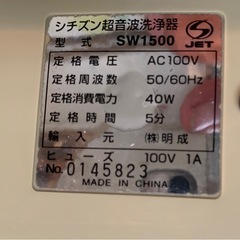 シチズン超音波洗浄器
型式 SW1500
JET
定格電圧 AC100V
定格周波数 50/60Hz
定格消費電力 40W
定格時間 5分
輸入元 ㈱明成
ヒューズ 100V 1A
No.0145823
MADE IN CHINA